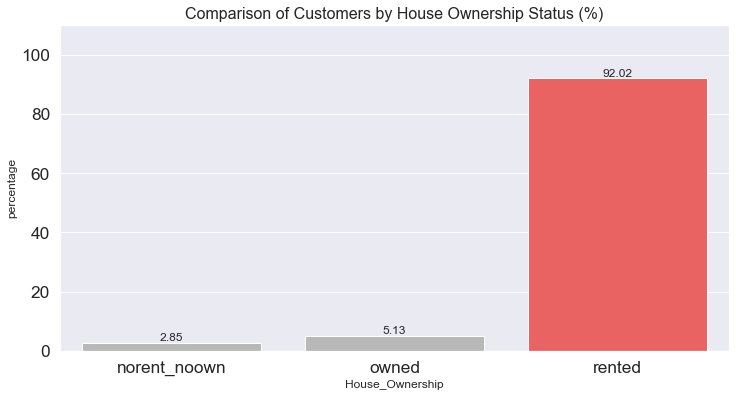 Comparison of Customers by House Ownership Status (%)
100
80
60
40
20
0
percentage
2.85
5.13
92.02
norent_noown
owned
rented
House_Ownership